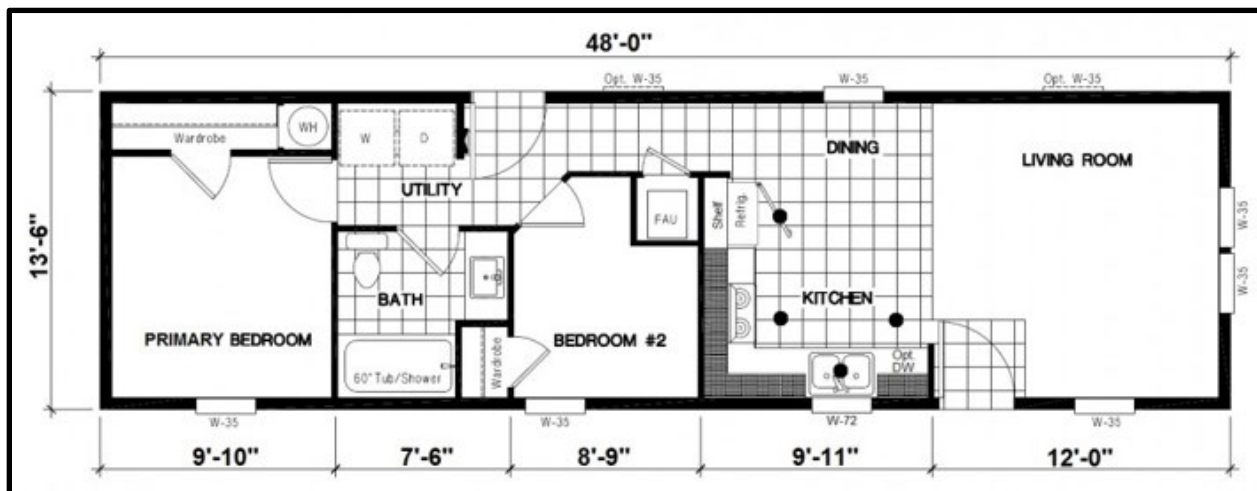 48'-0"
Opt. W-35
W-35
Opt. W-35
Wardrobe
WH
W
D
DINING
LIVING ROOM
UTILITY
FAU
Shelf
Refrig.
W-35
13'-6"
BATH
KITCHEN
W-35
PRIMARY BEDROOM
BEDROOM #2
Wardrobe
60" Tub/Shower
Opt.
DW
W-35
W-35
W-72
W-35
9'-10"
7'-6"
8'-9"
9'-11"
12'-0"